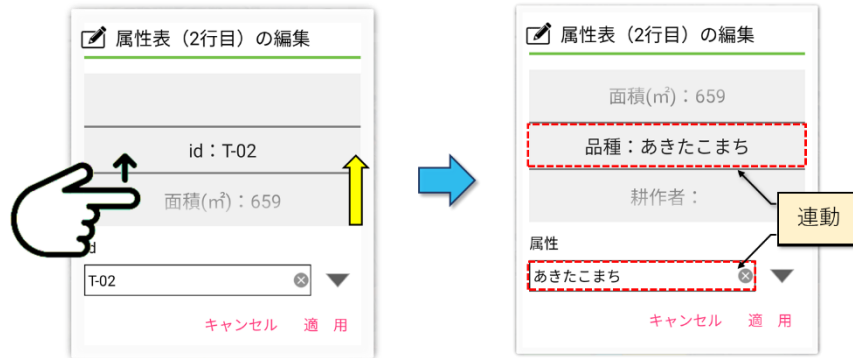 属性表（2行目）の編集
id：T-02
面積(㎡)：659
T-02
キャンセル 適 用
属性表（2行目）の編集
面積(㎡)：659
品種：あきたこまち
耕作者：
連動
属性
あきたこまち
キャンセル 適 用